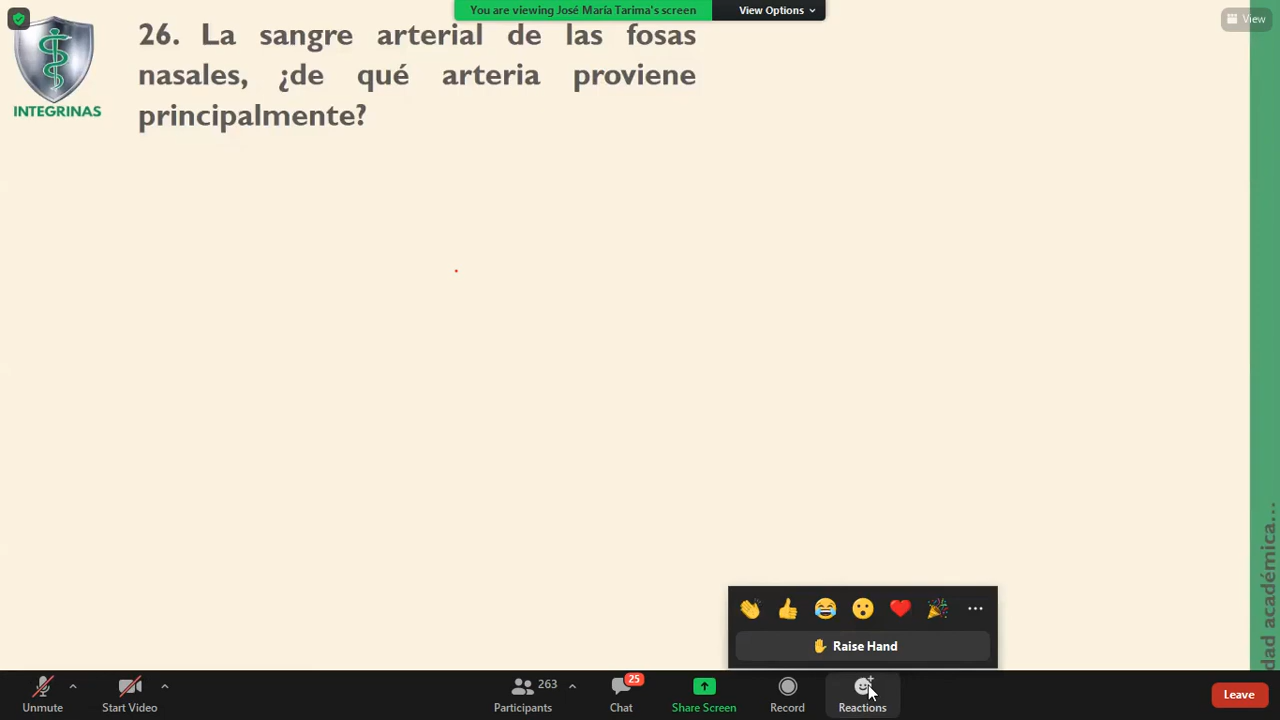 You are viewing José María Tarima's screen
View Options
View
26. La sangre arterial de las fosas
nasales, ¿de qué arteria proviene
principalmente?
INTEGRINAS
dad académica...
Raise Hand
263
25
Unmute
Start Video
Participants
Chat
Share Screen
Record
Reactions
Leave